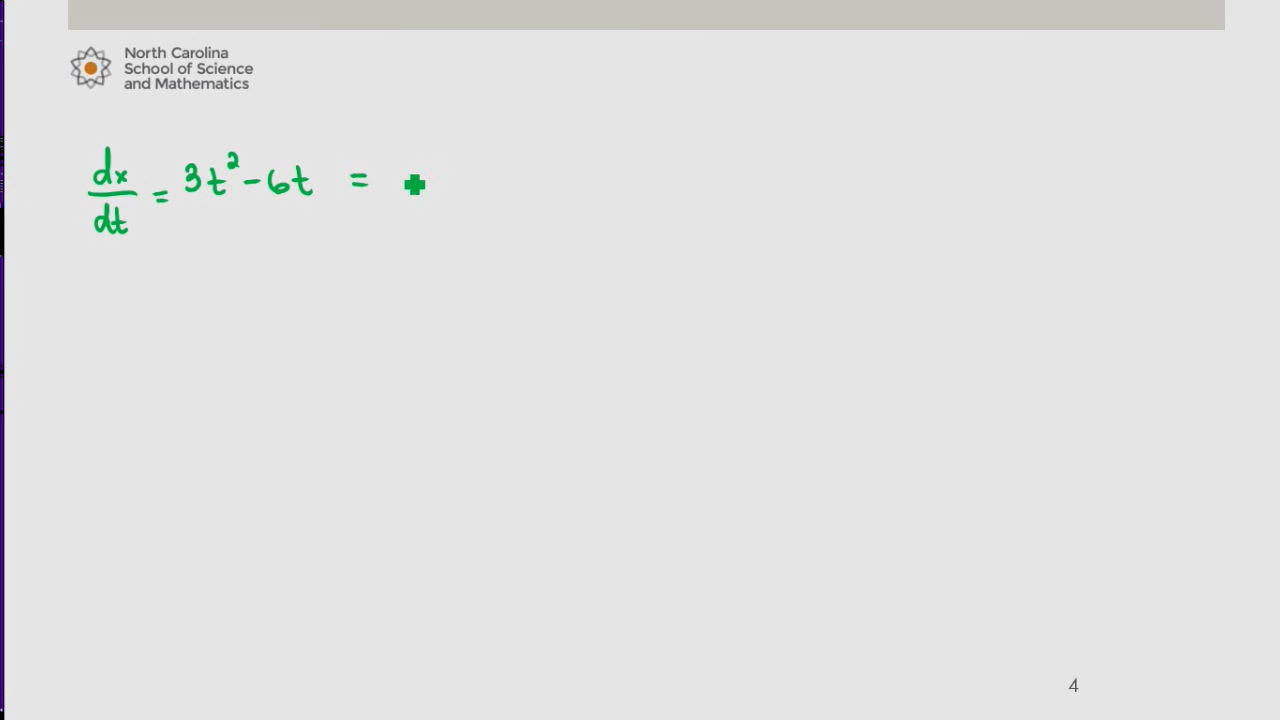 North Carolina
School of Science
and Mathematics
dx/dt = 3t² - 6t =
4